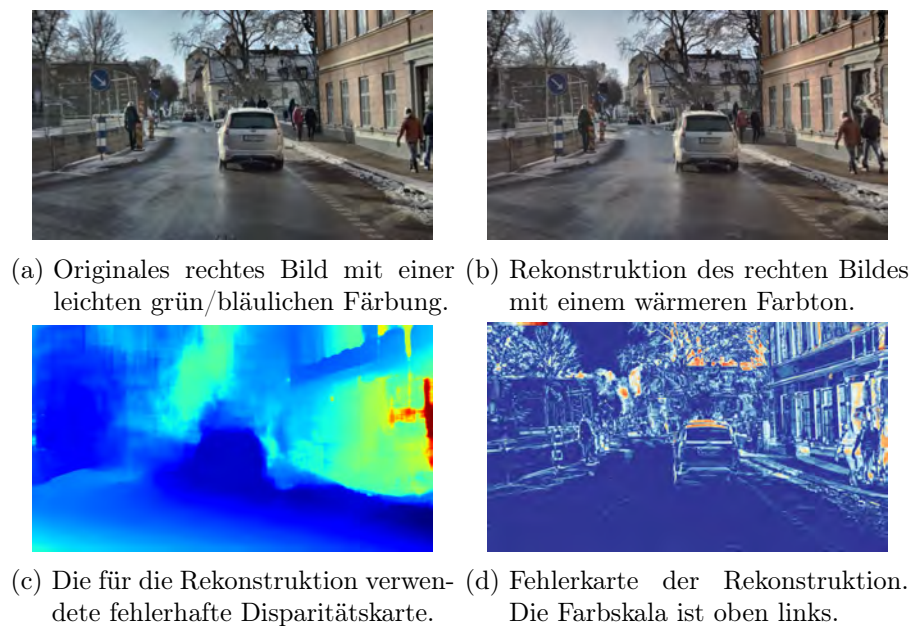 (a) Originales rechtes Bild mit einer
leichten grün/bläulichen Färbung.
(b) Rekonstruktion des rechten Bildes
mit einem wärmeren Farbton.
(c) Die für die Rekonstruktion verwen-
dete fehlerhafte Disparitätskarte.
(d) Fehlerkarte der Rekonstruktion.
Die Farbskala ist oben links.